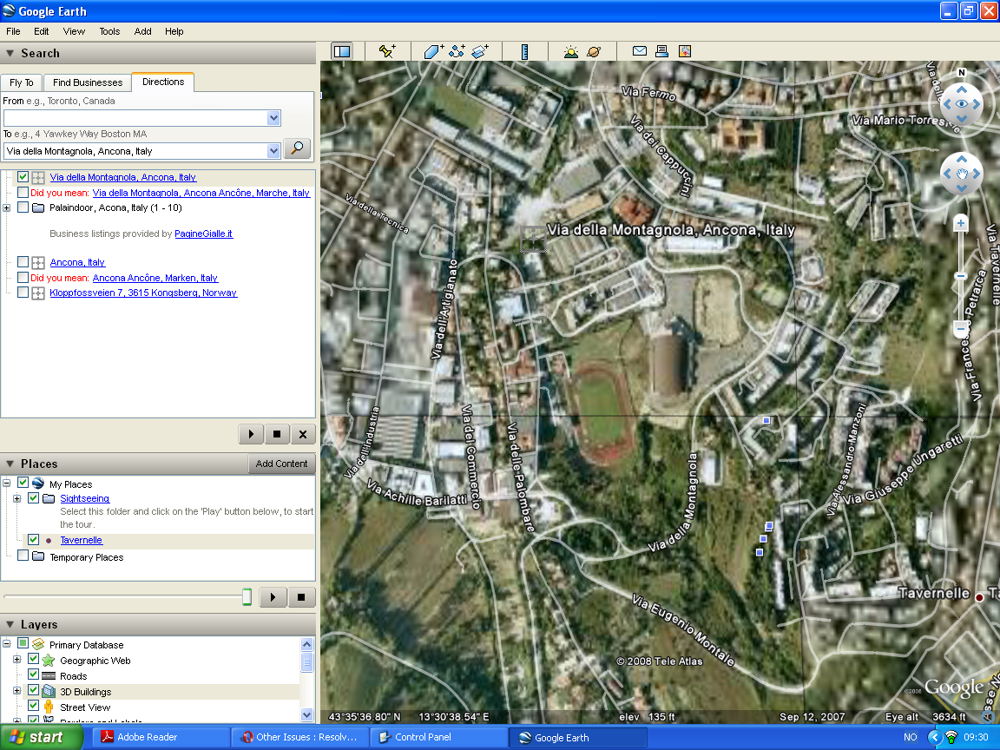 Google Earth
File Edit View Tools Add Help
Search
Fly To Find Businesses Directions
From e.g., Toronto, Canada
To e.g., 4 Yawkey Way Boston MA
Via della Montagnola, Ancona, Italy
Via della Montagnola, Ancona, Italy
Did you mean: Via della Montagnola, Ancona Ancône, Marche, Italy
Palaindoor, Acona, Italy (1 - 10)
Business listings provided by PagineGialle.it
Ancona, Italy
Did you mean: Ancona Ancône, Marken, Italy
Kloppfossveien 7, 3615 Kongsberg, Norway
Places
Add Content
My Places
Sightseeing
Select this folder and click on the 'Play' button below, to start
the tour.
Tavernelle
Temporary Places
Layers
Primary Database
Geographic Web
Roads
3D Buildings
Street View
Borders and Labels
N
Via Fermo
Via Mario Torresi
Via dei Cappuccini
Via della Tecnica
Via della Montagnola, Ancona, Italy
Via dell'Artigianato
Via Tavernelle
Via Francesco Petrarca
Via dell'Industria
Via del Commercio
Via delle Palombare
Via Achille Barilatti
Via della Montagnola
Via Alessandro Manzoni
Via Giuseppe Ungaretti
Tavernelle
Via Eugenio Montale
© 2008 Tele Atlas
©2008 Google
43°35'36.80" N 13°30'38.54" E elev 135 ft Sep 12, 2007 Eye alt 3634 ft
start Adobe Reader Other Issues : Resolv... Control Panel Google Earth NO 09:30